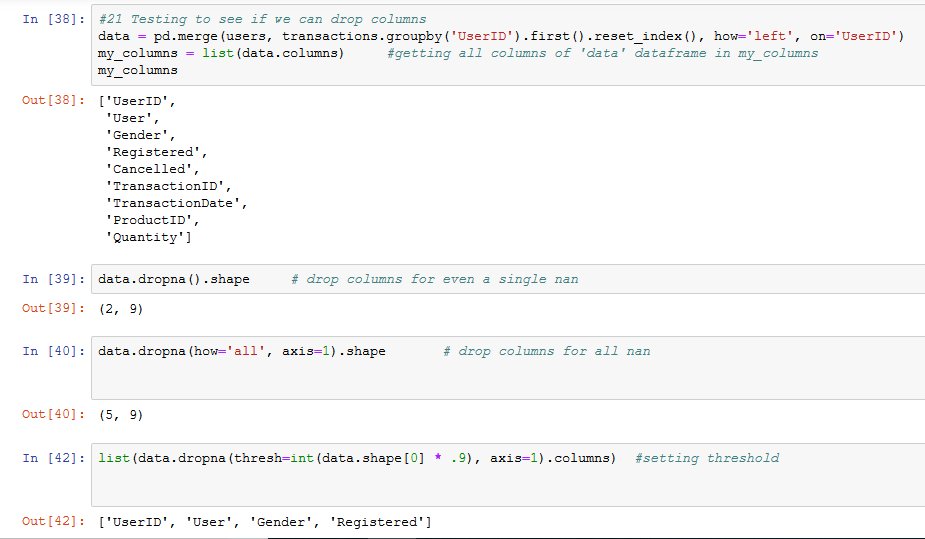 In [38]: #21 Testing to see if we can drop columns
data = pd.merge(users, transactions.groupby('UserID').first().reset_index(), how='left', on='UserID')
my_columns = list(data.columns)     #getting all columns of 'data' dataframe in my_columns
my_columns
Out[38]: ['UserID',
'User',
'Gender',
'Registered',
'Cancelled',
'TransactionID',
'TransactionDate',
'ProductID',
'Quantity']
In [39]: data.dropna().shape     # drop columns for even a single nan
Out[39]: (2, 9)
In [40]: data.dropna(how='all', axis=1).shape       # drop columns for all nan
Out[40]: (5, 9)
In [42]: list(data.dropna(thresh=int(data.shape[0] * .9), axis=1).columns)  #setting threshold
Out[42]: ['UserID', 'User', 'Gender', 'Registered']